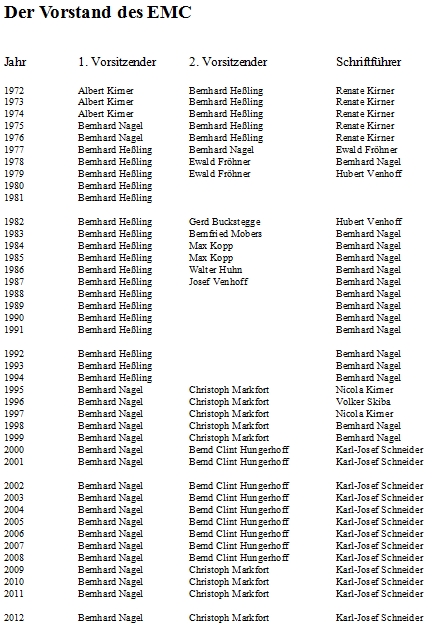 Der Vorstand des EMC
Jahr 1. Vorsitzender 2. Vorsitzender Schriftführer
1972 Albert Kirner Bernhard Heßling Renate Kirner
1973 Albert Kirner Bernhard Heßling Renate Kirner
1974 Albert Kirner Bernhard Heßling Renate Kirner
1975 Bernhard Nagel Bernhard Heßling Renate Kirner
1976 Bernhard Nagel Bernhard Heßling Renate Kirner
1977 Bernhard Heßling Bernhard Nagel Ewald Fröhner
1978 Bernhard Heßling Ewald Fröhner Bernhard Nagel
1979 Bernhard Heßling Ewald Fröhner Hubert Venhoff
1980 Bernhard Heßling
1981 Bernhard Heßling
1982 Bernhard Heßling Gerd Buckstegge Hubert Venhoff
1983 Bernhard Heßling Bernfried Mobers Bernhard Nagel
1984 Bernhard Heßling Max Kopp Bernhard Nagel
1985 Bernhard Heßling Max Kopp Bernhard Nagel
1986 Bernhard Heßling Walter Huhn Bernhard Nagel
1987 Bernhard Heßling Josef Venhoff Bernhard Nagel
1988 Bernhard Heßling Bernhard Nagel
1989 Bernhard Heßling Bernhard Nagel
1990 Bernhard Heßling Bernhard Nagel
1991 Bernhard Heßling Bernhard Nagel
1992 Bernhard Heßling Bernhard Nagel
1993 Bernhard Heßling Bernhard Nagel
1994 Bernhard Heßling Bernhard Nagel
1995 Bernhard Nagel Christoph Markfort Nicola Kirner
1996 Bernhard Nagel Christoph Markfort Volker Skiba
1997 Bernhard Nagel Christoph Markfort Nicola Kirner
1998 Bernhard Nagel Christoph Markfort Bernhard Nagel
1999 Bernhard Nagel Christoph Markfort Bernhard Nagel
2000 Bernhard Nagel Bernd Clint Hungerhoff Karl-Josef Schneider
2001 Bernhard Nagel Bernd Clint Hungerhoff Karl-Josef Schneider
2002 Bernhard Nagel Bernd Clint Hungerhoff Karl-Josef Schneider
2003 Bernhard Nagel Bernd Clint Hungerhoff Karl-Josef Schneider
2004 Bernhard Nagel Bernd Clint Hungerhoff Karl-Josef Schneider
2005 Bernhard Nagel Bernd Clint Hungerhoff Karl-Josef Schneider
2006 Bernhard Nagel Bernd Clint Hungerhoff Karl-Josef Schneider
2007 Bernhard Nagel Bernd Clint Hungerhoff Karl-Josef Schneider
2008 Bernhard Nagel Bernd Clint Hungerhoff Karl-Josef Schneider
2009 Bernhard Nagel Christoph Markfort Karl-Josef Schneider
2010 Bernhard Nagel Christoph Markfort Karl-Josef Schneider
2011 Bernhard Nagel Christoph Markfort Karl-Josef Schneider
2012 Bernhard Nagel Christoph Markfort Karl-Josef Schneider